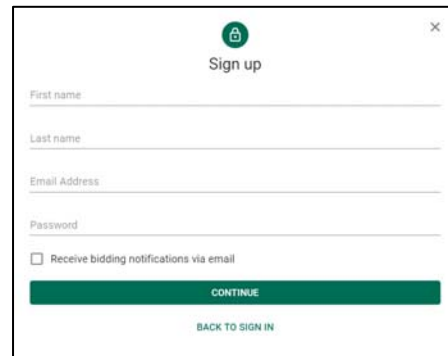 Sign up
First name
Last name
Email Address
Password
Receive bidding notifications via email
CONTINUE
BACK TO SIGN IN